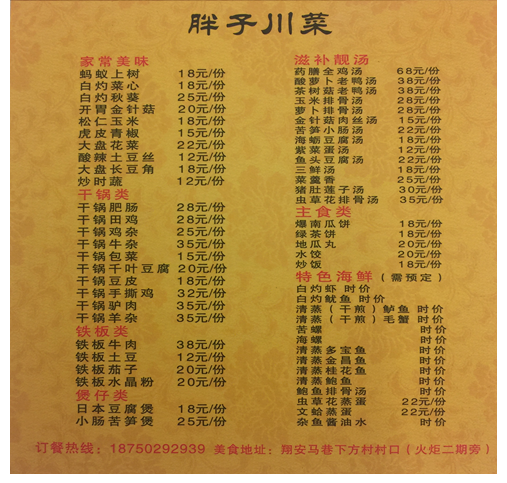 胖子川菜
家常美味
蚂蚁上树 18元/份
白灼菜心 18元/份
白灼秋葵 25元/份
开胃金针菇 20元/份
松仁玉米 18元/份
虎皮青椒 15元/份
大盘花菜 22元/份
酸辣土豆丝 12元/份
大盘长豆角 18元/份
炒时蔬 12元/份
干锅类
干锅肥肠 28元/份
干锅田鸡 28元/份
干锅鸡杂 25元/份
干锅牛杂 35元/份
干锅包菜 15元/份
干锅千叶豆腐 20元/份
干锅豆皮 18元/份
干锅手撕鸡 32元/份
干锅驴肉 35元/份
干锅羊杂 35元/份
铁板类
铁板牛肉 38元/份
铁板土豆 12元/份
铁板茄子 20元/份
铁板水晶粉 20元/份
煲仔类
日本豆腐煲 18元/份
小肠苦笋煲 25元/份
滋补靓汤
药膳全鸡汤 68元/份
酸萝卜老鸭汤 38元/份
茶树菇老鸭汤 38元/份
玉米排骨汤 28元/份
萝卜排骨汤 28元/份
金针菇肉丝汤 15元/份
苦笋小肠汤 22元/份
海蛎豆腐汤 18元/份
紫菜蛋汤 12元/份
鱼头豆腐汤 22元/份
三鲜汤 18元/份
菜羹香 25元/份
猪肚莲子汤 30元/份
虫草花排骨汤 35元/份
主食类
爆南瓜饼 18元/份
绿茶饼 18元/份
地瓜丸 20元/份
水饺 20元/份
炒饭 18元/份
特色海鲜（需预定）
白灼虾 时价
白灼鱿鱼 时价
清蒸（干煎）鲈鱼 时价
清蒸（干煎）毛蟹 时价
苦螺 时价
海螺 时价
清蒸多宝鱼 时价
清蒸金昌鱼 时价
清蒸桂花鱼 时价
清蒸鲍鱼 时价
鲍鱼排骨汤 时价
虫草花蒸蛋 22元/份
文蛤蒸蛋 22元/份
杂鱼酱油水 时价
订餐热线：18750292939 美食地址：翔安马巷下方村村口（火炬二期旁）